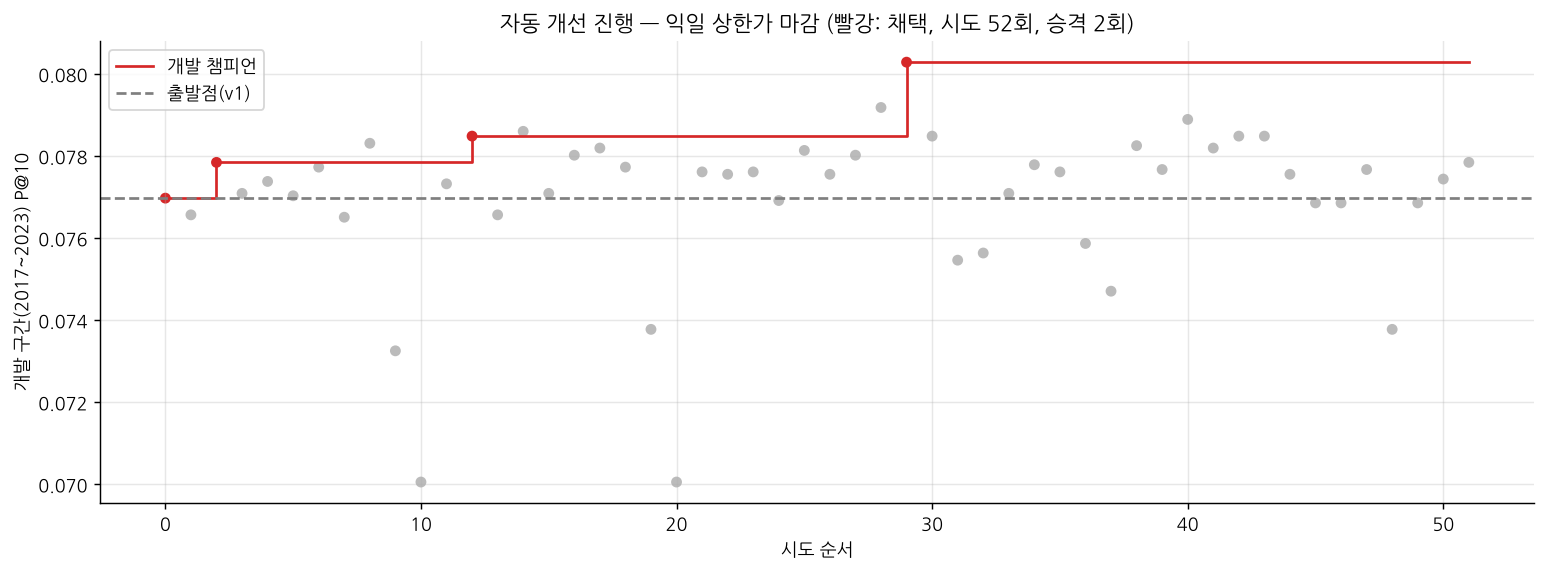 자동 개선 진행 — 익일 상한가 마감 (빨강: 채택, 시도 52회, 승격 2회)
개발 챔피언
출발점(v1)
개발 구간(2017~2023) P@10
0.080
0.078
0.076
0.074
0.072
0.070
0 10 20 30 40 50
시도 순서